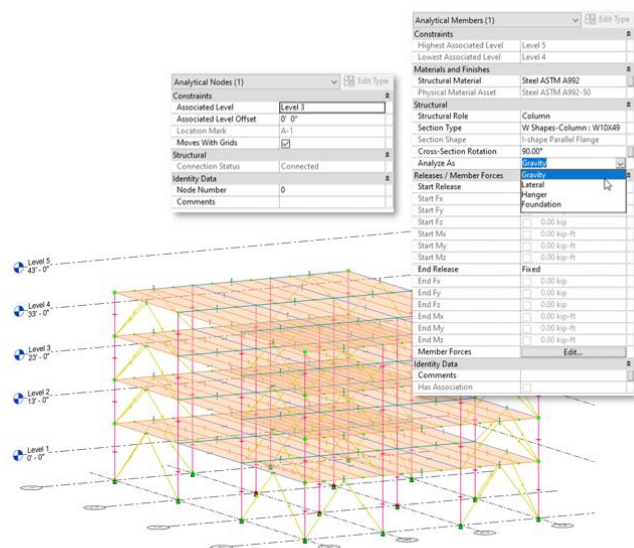 Analytical Members (1)
Edit Type
Constraints
Highest Associated Level Level 5
Lowest Associated Level Level 4
Materials and Finishes
Structural Material Steel ASTM A992
Physical Material Asset Steel ASTM A992-50
Structural
Structural Role Column
Section Type W Shapes-Column : W10X49
Section Shape I-shape Parallel Flange
Cross-Section Rotation 90.00°
Analyze As Gravity
Gravity
Lateral
Hanger
Foundation
Releases / Member Forces
Start Release
Start Fx
Start Fy
Start Fz 0.00 kip
Start Mx 0.00 kip-ft
Start My 0.00 kip-ft
Start Mz 0.00 kip-ft
End Release Fixed
End Fx 0.00 kip
End Fy 0.00 kip
End Fz 0.00 kip
End Mx 0.00 kip-ft
End My 0.00 kip-ft
End Mz 0.00 kip-ft
Member Forces Edit...
Identity Data
Comments
Has Association
Analytical Nodes (1)
Edit Type
Constraints
Associated Level Level 3
Associated Level Offset 0' 0"
Location Mark A-1
Moves With Grids
Structural
Connection Status Connected
Identity Data
Node Number 0
Comments
Level 5
43' - 0"
Level 4
33' - 0"
Level 3
23' - 0"
Level 2
13' - 0"
Level 1
0' - 0"